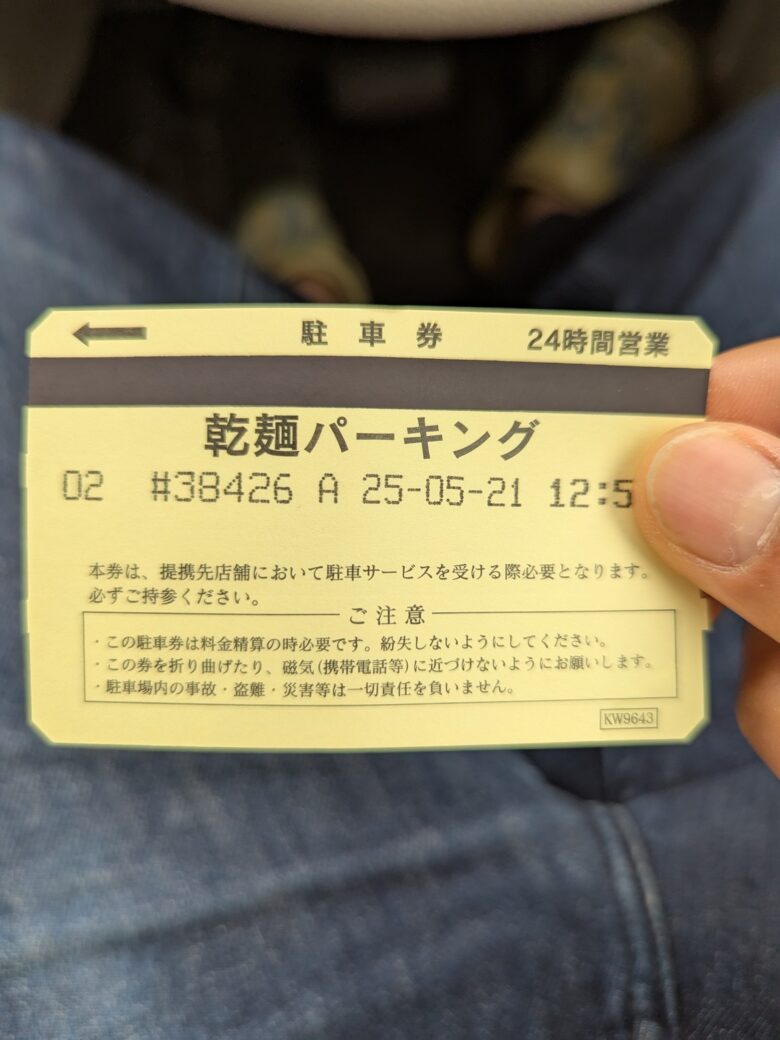 ← 駐車券 24時間営業
乾麺パーキング
02 #38426 A 25-05-21 12:5
本券は、提携先店舗において駐車サービスを受ける際必要となります。
必ずご持参ください。
ご注意
・この駐車券は料金精算の時必要です。紛失しないようにしてください。
・この券を折り曲げたり、磁気(携帯電話等)に近づけないようにお願いします。
・駐車場内の事故・盗難・災害等は一切責任を負いません。
KW9643